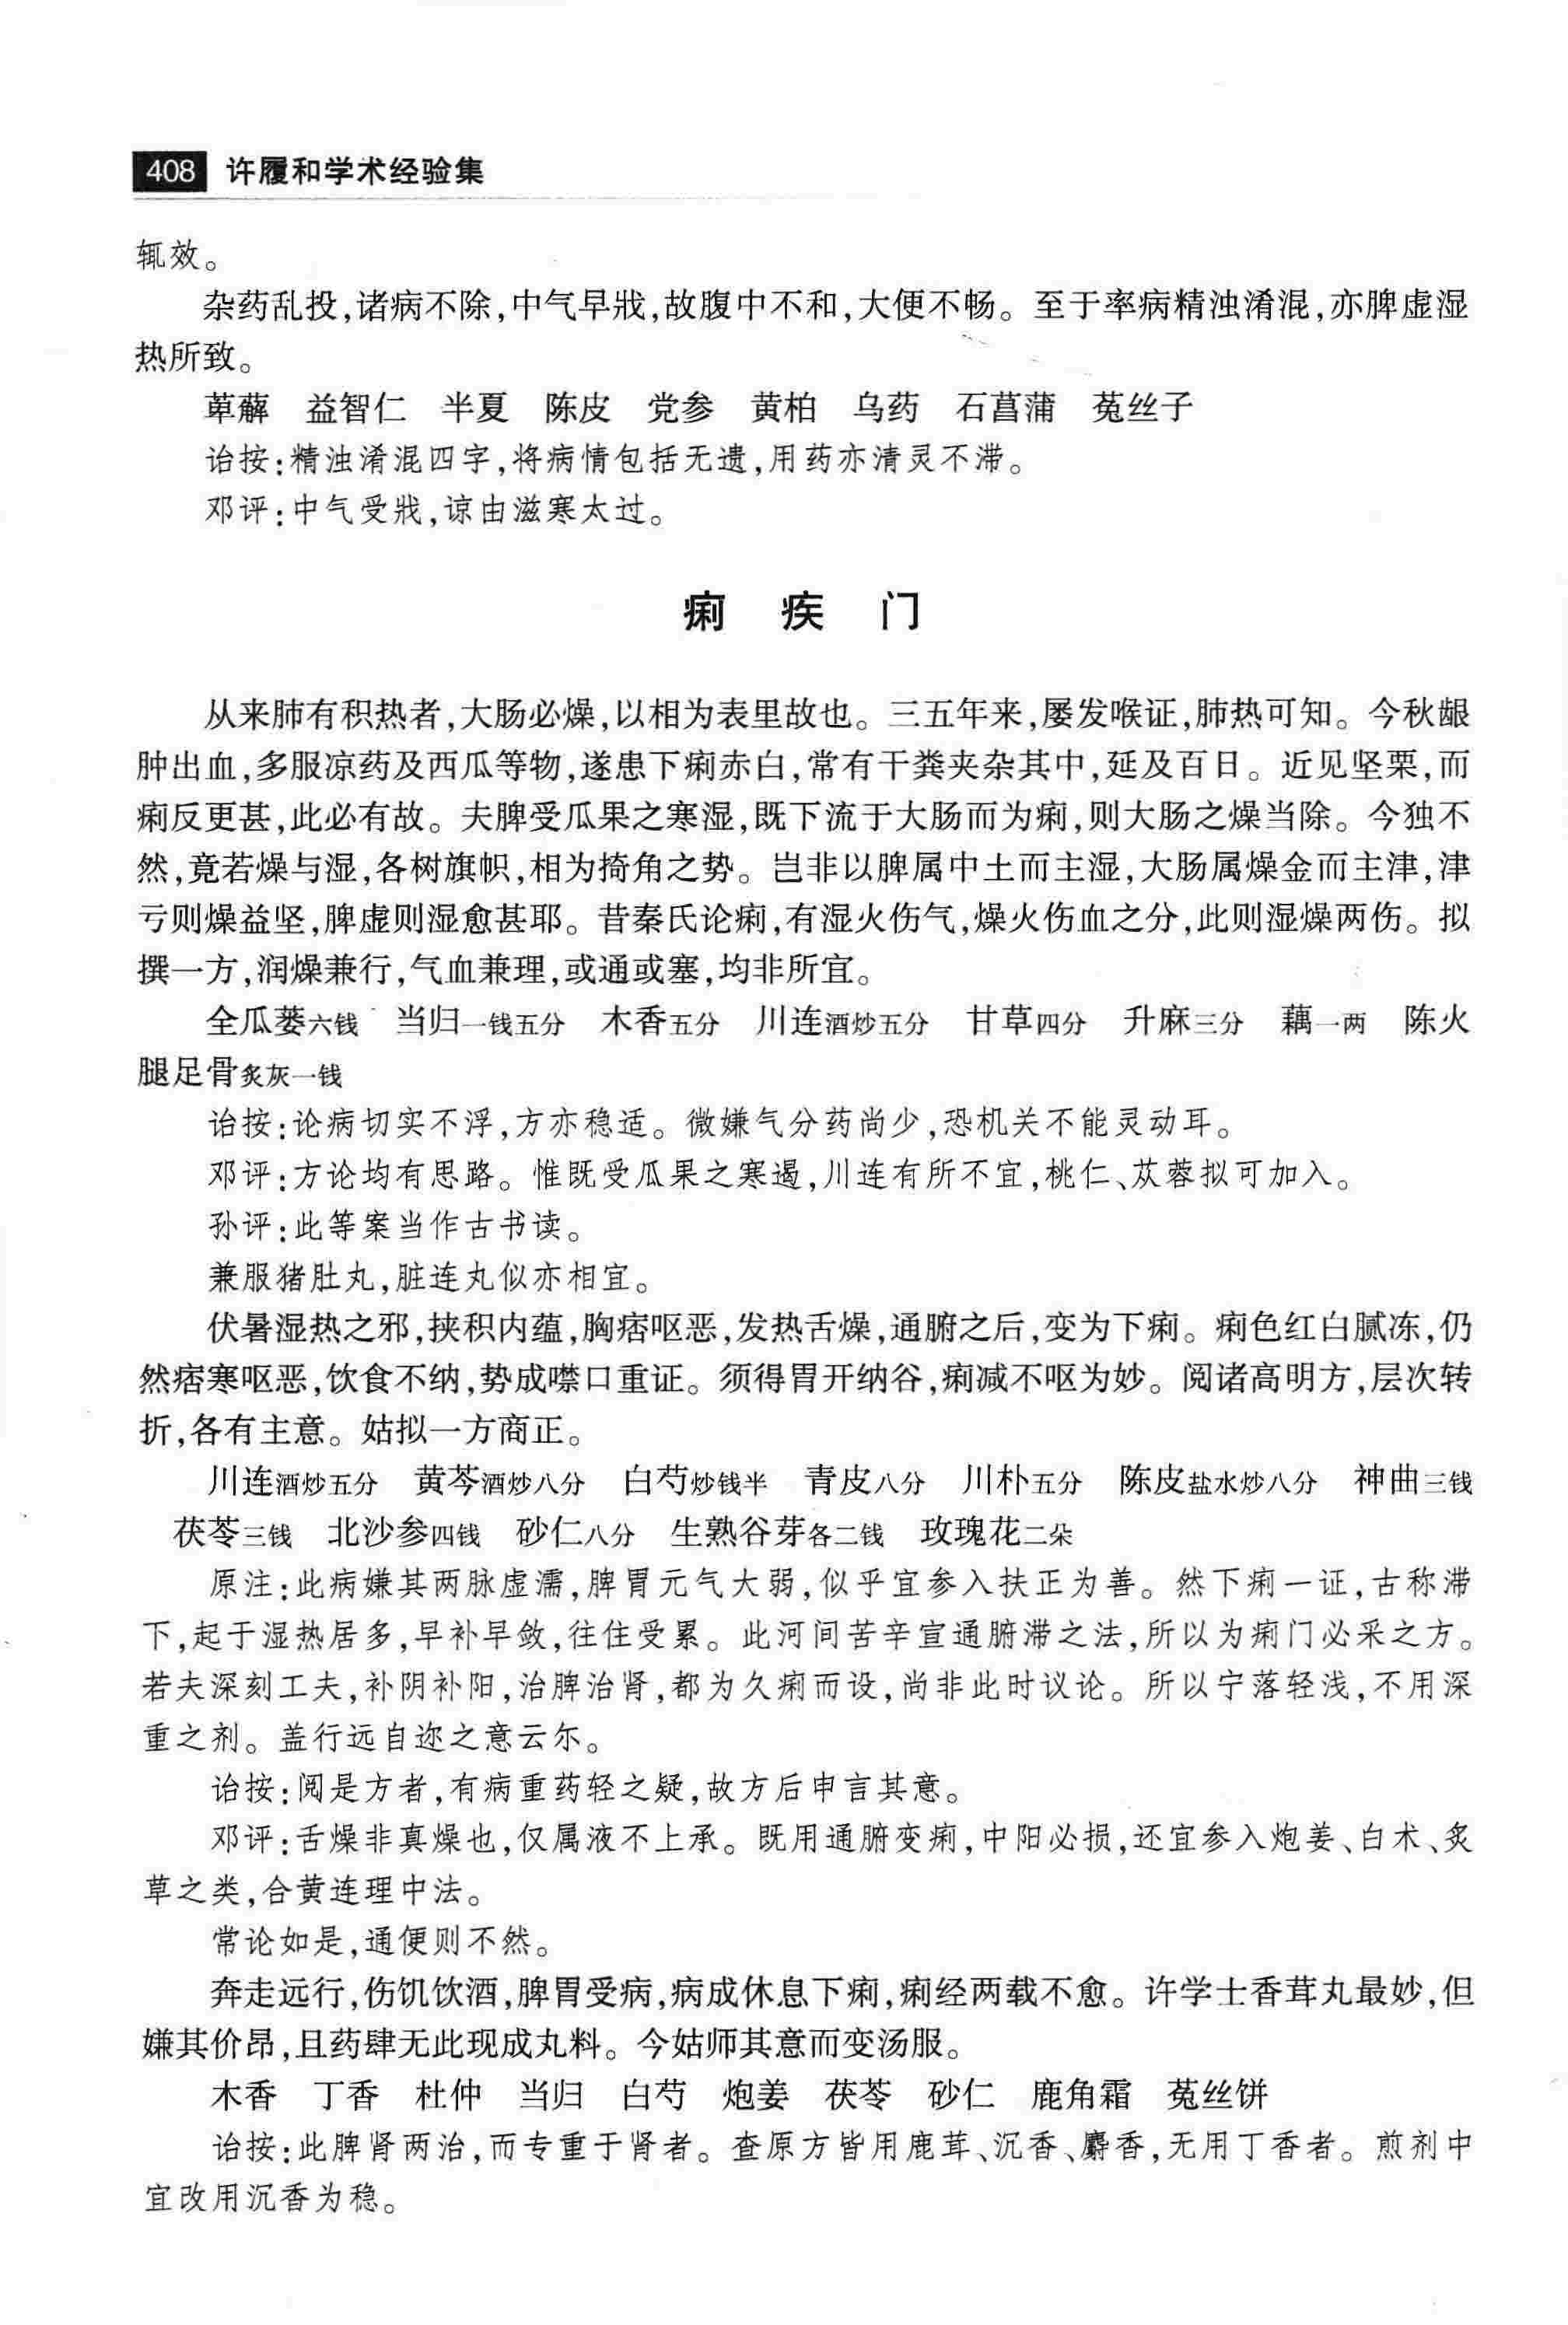 408 许履和学术经验集
辄效。
杂药乱投,诸病不除,中气早戕,故腹中不和,大便不畅。至于率病精浊淆混,亦脾虚湿
热所致。
萆薢 益智仁 半夏 陈皮 党参 黄柏 乌药 石菖蒲 菟丝子
诒按:精浊淆混四字,将病情包括无遗,用药亦清灵不滞。
邓评:中气受戕,谅由滋寒太过。
痢 疾 门
从来肺有积热者,大肠必燥,以相为表里故也。三五年来,屡发喉证,肺热可知。今秋龈
肿出血,多服凉药及西瓜等物,遂患下痢赤白,常有干粪夹杂其中,延及百日。近见坚栗,而
痢反更甚,此必有故。夫脾受瓜果之寒湿,既下流于大肠而为痢,则大肠之燥当除。今独不
然,竟若燥与湿,各树旗帜,相为掎角之势。岂非以脾属中土而主湿,大肠属燥金而主津,津
亏则燥益坚,脾虚则湿愈甚耶。昔秦氏论痢,有湿火伤气,燥火伤血之分,此则湿燥两伤。拟
撰一方,润燥兼行,气血兼理,或通或塞,均非所宜。
全瓜蒌六钱 当归一钱五分 木香五分 川连酒炒五分 甘草四分 升麻三分 藕一两 陈火
腿足骨炙灰一钱
诒按:论病切实不浮,方亦稳适。微嫌气分药尚少,恐机关不能灵动耳。
邓评:方论均有思路。惟既受瓜果之寒遏,川连有所不宜,桃仁、苁蓉拟可加入。
孙评:此等案当作古书读。
兼服猪肚丸,脏连丸似亦相宜。
伏暑湿热之邪,挟积内蕴,胸痞呕恶,发热舌燥,通腑之后,变为下痢。痢色红白腻冻,仍
然痞寒呕恶,饮食不纳,势成噤口重证。须得胃开纳谷,痢减不呕为妙。阅诸高明方,层次转
折,各有主意。姑拟一方商正。
川连酒炒五分 黄芩酒炒八分 白芍炒钱半 青皮八分 川朴五分 陈皮盐水炒八分 神曲三钱
茯苓三钱 北沙参四钱 砂仁八分 生熟谷芽各二钱 玫瑰花二朵
原注:此病嫌其两脉虚濡,脾胃元气大弱,似乎宜参入扶正为善。然下痢一证,古称滞
下,起于湿热居多,早补早敛,往住受累。此河间苦辛宣通腑滞之法,所以为痢门必采之方。
若夫深刻工夫,补阴补阳,治脾治肾,都为久痢而设,尚非此时议论。所以宁落轻浅,不用深
重之剂。盖行远自迩之意云尔。
诒按:阅是方者,有病重药轻之疑,故方后申言其意。
邓评:舌燥非真燥也,仅属液不上承。既用通腑变痢,中阳必损,还宜参入炮姜、白术、炙
草之类,合黄连理中法。
常论如是,通便则不然。
奔走远行,伤饥饮酒,脾胃受病,病成休息下痢,痢经两载不愈。许学士香茸丸最妙,但
嫌其价昂,且药肆无此现成丸料。今姑师其意而变汤服。
木香 丁香 杜仲 当归 白芍 炮姜 茯苓 砂仁 鹿角霜 菟丝饼
诒按:此脾肾两治,而专重于肾者。查原方皆用鹿茸、沉香、麝香,无用丁香者。煎剂中
宜改用沉香为稳。